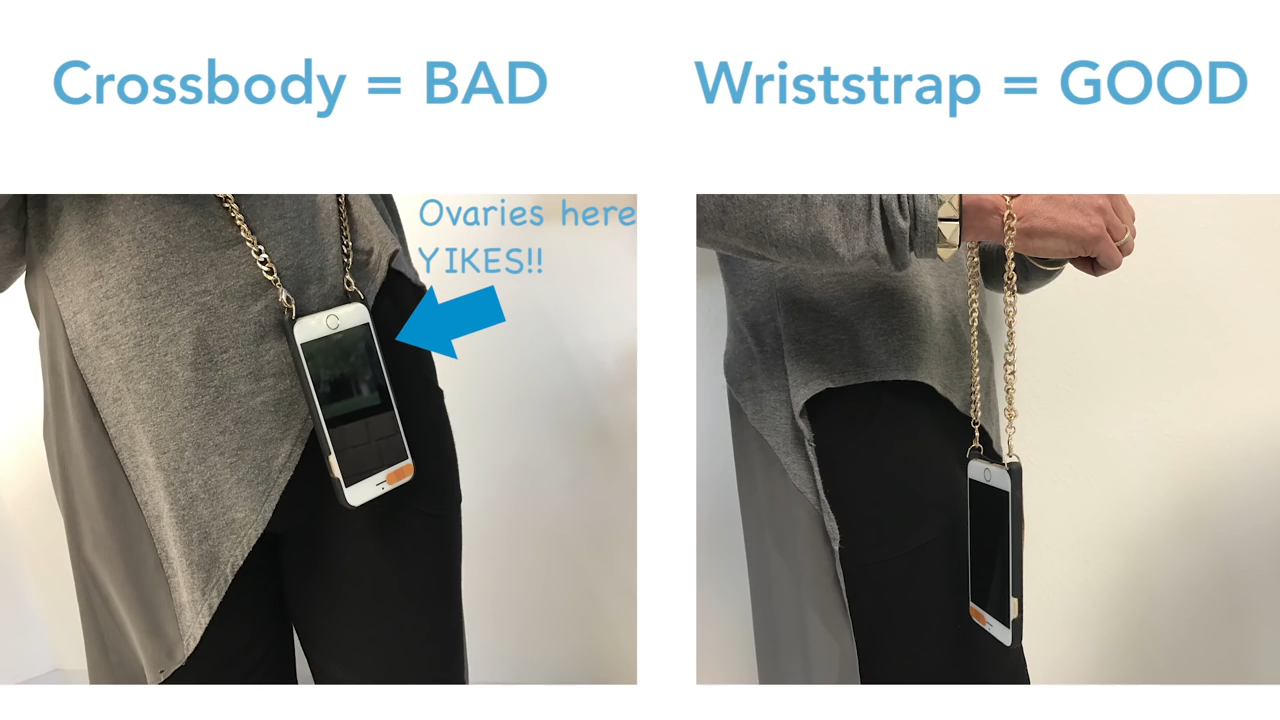 Crossbody = BAD
Wriststrap = GOOD
Ovaries here
YIKES!!